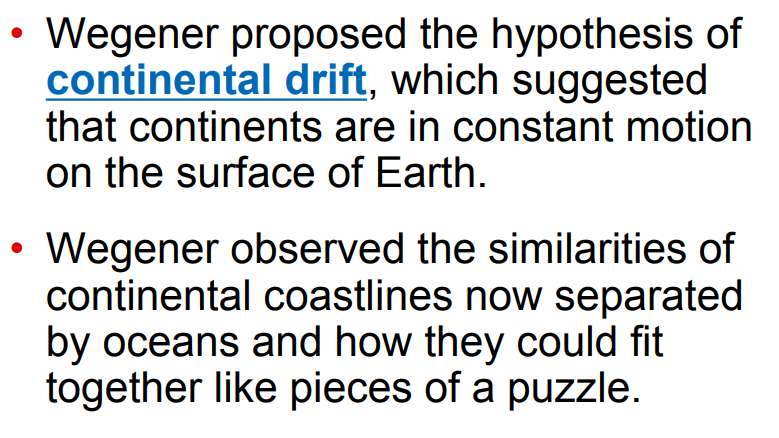 • Wegener proposed the hypothesis of
continental drift, which suggested
that continents are in constant motion
on the surface of Earth.
• Wegener observed the similarities of
continental coastlines now separated
by oceans and how they could fit
together like pieces of a puzzle.